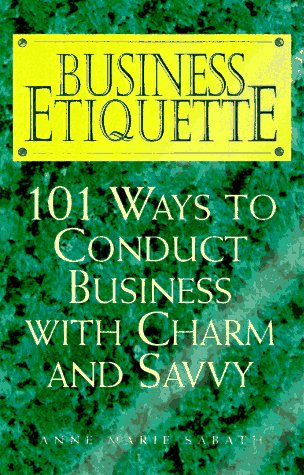 BUSINESS
ETIQUETTE
101 WAYS TO
CONDUCT
BUSINESS
WITH CHARM
AND SAVVY
ANNE MARIE SABATH